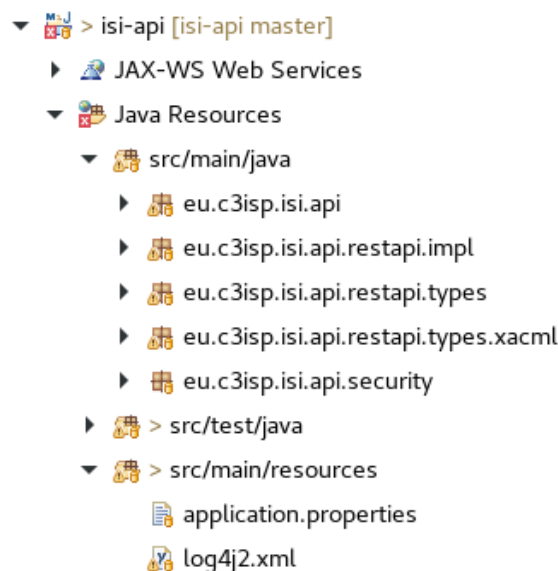 > isi-api [isi-api master]
JAX-WS Web Services
Java Resources
src/main/java
eu.c3isp.isi.api
eu.c3isp.isi.api.restapi.impl
eu.c3isp.isi.api.restapi.types
eu.c3isp.isi.api.restapi.types.xacml
eu.c3isp.isi.api.security
> src/test/java
> src/main/resources
application.properties
log4j2.xml